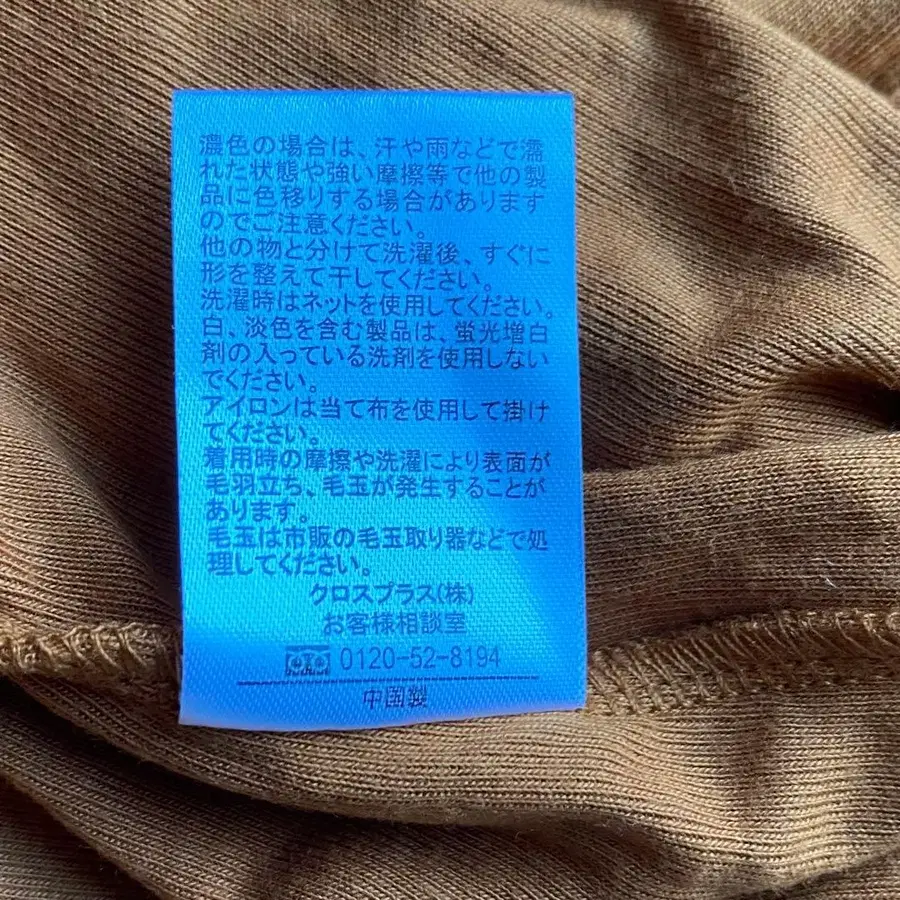 濃色の場合は、汗や雨などで濡
れた状態や強い摩擦等で他の製
品に色移りする場合があります
のでご注意ください。
他の物と分けて洗濯後、すぐに
形を整えて干してください。
洗濯時はネットを使用してください。
白、淡色を含む製品は、蛍光増白
剤の入っている洗剤を使用しない
でください。
アイロンは当て布を使用して掛け
てください。
着用時の摩擦や洗濯により表面が
毛羽立ち、毛玉が発生することが
あります。
毛玉は市販の毛玉取り器などで処
理してください。
クロスプラス(株)
お客様相談室
0120-52-8194
中国製